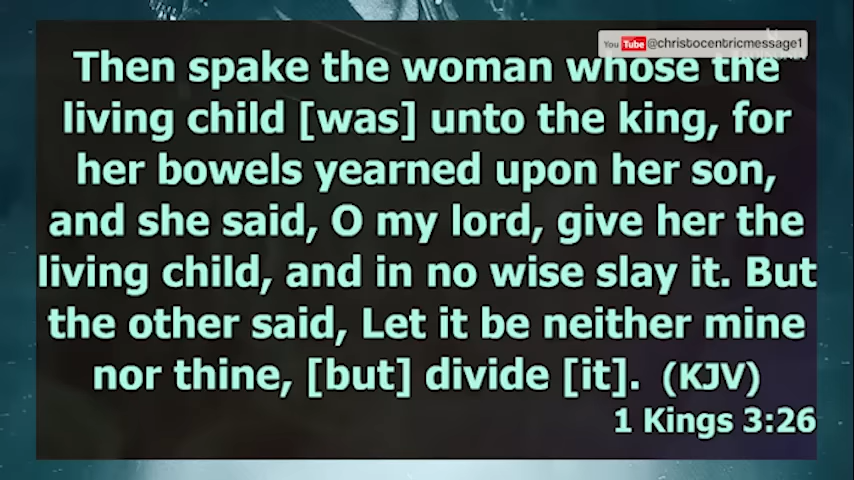 You Tube @christocentricmessage1
Then spake the woman whose the
living child [was] unto the king, for
her bowels yearned upon her son,
and she said, O my lord, give her the
living child, and in no wise slay it. But
the other said, Let it be neither mine
nor thine, [but] divide [it]. (KJV)
1 Kings 3:26